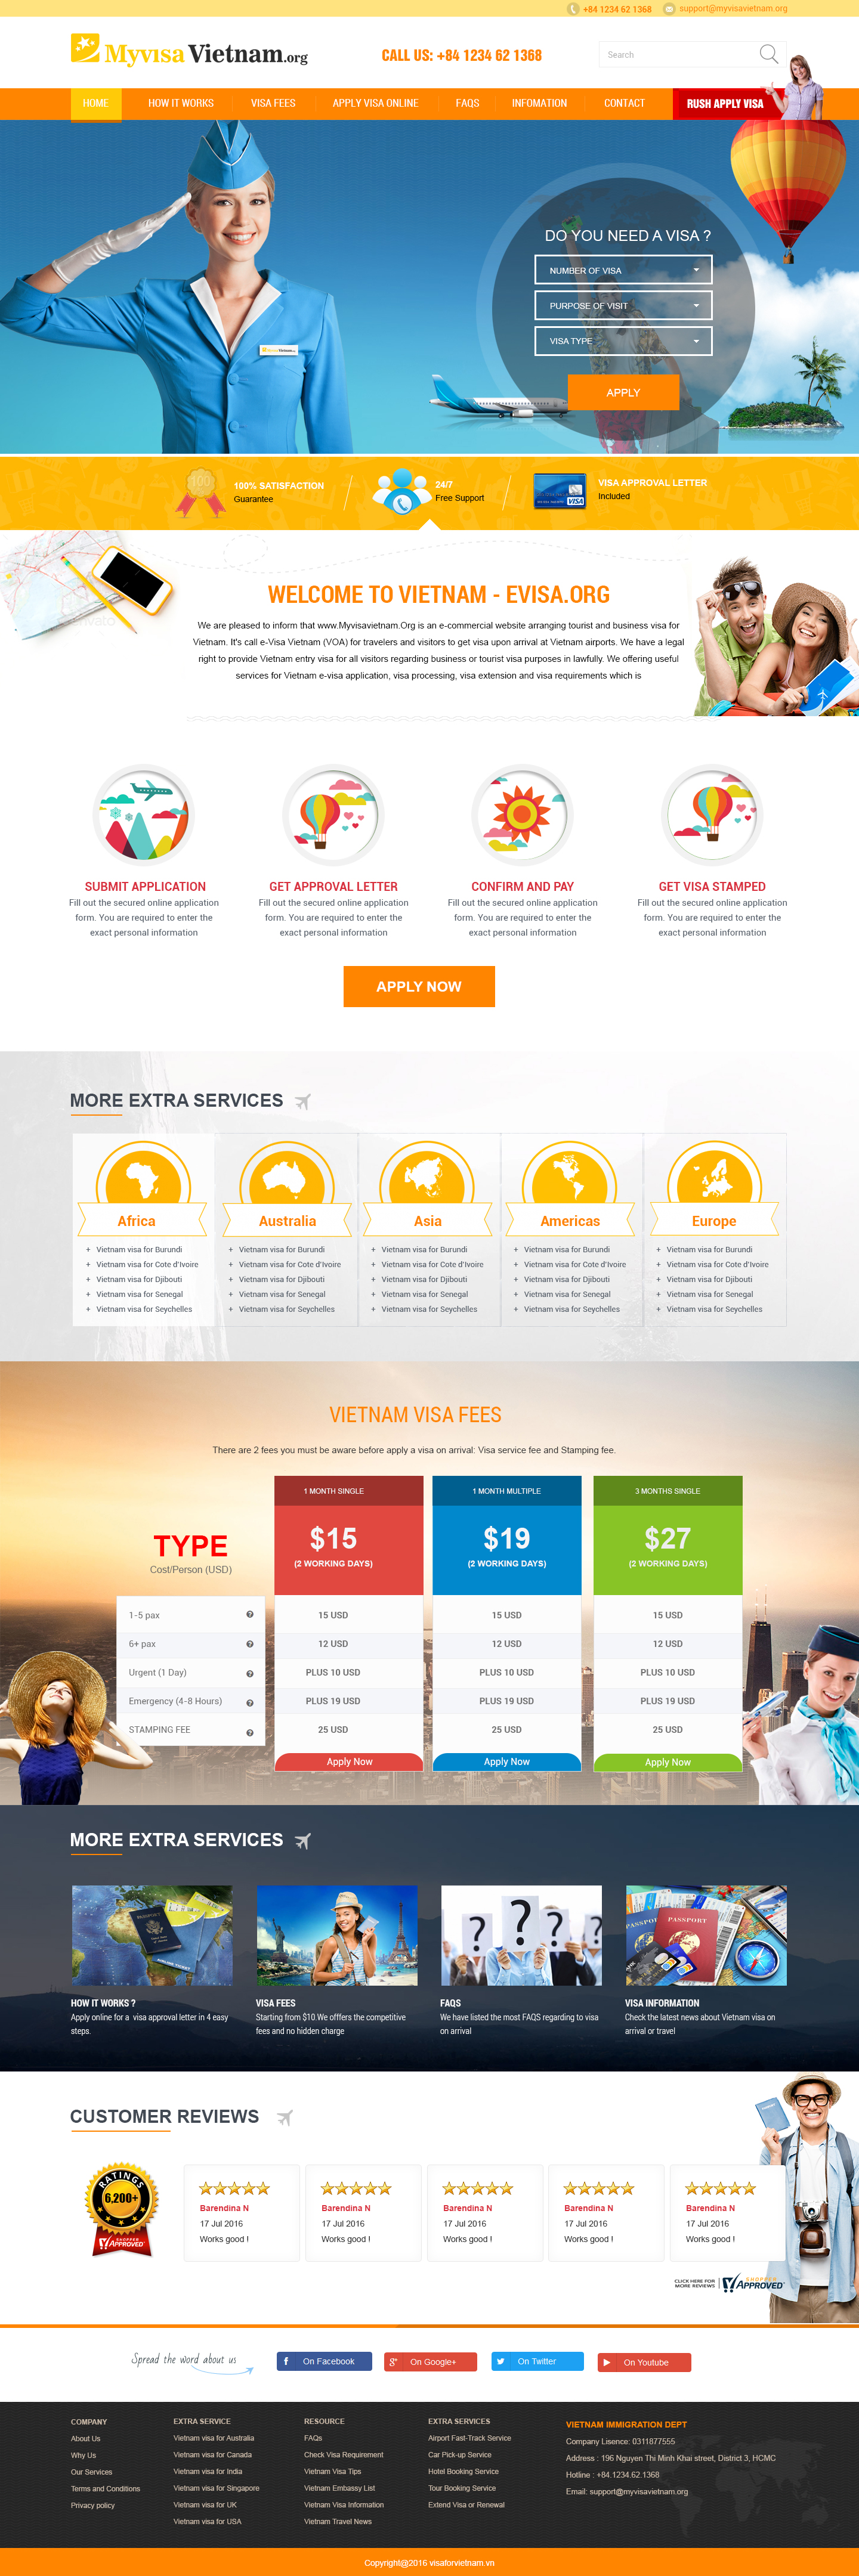 +84 1234 62 1368 support@myvisavietnam.org
Myvisa Vietnam.org
CALL US: +84 1234 62 1368
Search
HOME HOW IT WORKS VISA FEES APPLY VISA ONLINE FAQS INFOMATION CONTACT RUSH APPLY VISA
DO YOU NEED A VISA ?
NUMBER OF VISA
PURPOSE OF VISIT
VISA TYPE
APPLY
100
100% SATISFACTION
Guarantee
24/7
Free Support
VISA
VISA APPROVAL LETTER
Included
WELCOME TO VIETNAM - EVISA.ORG
We are pleased to inform that www.Myvisavietnam.Org is an e-commercial website arranging tourist and business visa for
Vietnam. It's call e-Visa Vietnam (VOA) for travelers and visitors to get visa upon arrival at Vietnam airports. We have a legal
right to provide Vietnam entry visa for all visitors regarding business or tourist visa purposes in lawfully. We offering useful
services for Vietnam e-visa application, visa processing, visa extension and visa requirements which is
SUBMIT APPLICATION
Fill out the secured online application
form. You are required to enter the
exact personal information
GET APPROVAL LETTER
Fill out the secured online application
form. You are required to enter the
exact personal information
CONFIRM AND PAY
Fill out the secured online application
form. You are required to enter the
exact personal information
GET VISA STAMPED
Fill out the secured online application
form. You are required to enter the
exact personal information
APPLY NOW
MORE EXTRA SERVICES
Africa
+ Vietnam visa for Burundi
+ Vietnam visa for Cote d'Ivoire
+ Vietnam visa for Djibouti
+ Vietnam visa for Senegal
+ Vietnam visa for Seychelles
Australia
+ Vietnam visa for Burundi
+ Vietnam visa for Cote d'Ivoire
+ Vietnam visa for Djibouti
+ Vietnam visa for Senegal
+ Vietnam visa for Seychelles
Asia
+ Vietnam visa for Burundi
+ Vietnam visa for Cote d'Ivoire
+ Vietnam visa for Djibouti
+ Vietnam visa for Senegal
+ Vietnam visa for Seychelles
Americas
+ Vietnam visa for Burundi
+ Vietnam visa for Cote d'Ivoire
+ Vietnam visa for Djibouti
+ Vietnam visa for Senegal
+ Vietnam visa for Seychelles
Europe
+ Vietnam visa for Burundi
+ Vietnam visa for Cote d'Ivoire
+ Vietnam visa for Djibouti
+ Vietnam visa for Senegal
+ Vietnam visa for Seychelles
VIETNAM VISA FEES
There are 2 fees you must be aware before apply a visa on arrival: Visa service fee and Stamping fee.
1 MONTH SINGLE 1 MONTH MULTIPLE 3 MONTHS SINGLE
TYPE $15 $19 $27
Cost/Person (USD) (2 WORKING DAYS) (2 WORKING DAYS) (2 WORKING DAYS)
1-5 pax 15 USD 15 USD 15 USD
6+ pax 12 USD 12 USD 12 USD
Urgent (1 Day) PLUS 10 USD PLUS 10 USD PLUS 10 USD
Emergency (4-8 Hours) PLUS 19 USD PLUS 19 USD PLUS 19 USD
STAMPING FEE 25 USD 25 USD 25 USD
Apply Now Apply Now Apply Now
MORE EXTRA SERVICES
PASSPORT
? ? ? ?
PASSPORT PASSPORT
HOW IT WORKS ?
Apply online for a visa approval letter in 4 easy
steps.
VISA FEES
Starting from $10.We offfers the competitive
fees and no hidden charge
FAQS
We have listed the most FAQS regarding to visa
on arrival
VISA INFORMATION
Check the latest news about Vietnam visa on
arrival or travel
CUSTOMER REVIEWS
RATINGS
6,200+
SHOPPER
APPROVED
Barendina N
17 Jul 2016
Works good !
Barendina N
17 Jul 2016
Works good !
Barendina N
17 Jul 2016
Works good !
Barendina N
17 Jul 2016
Works good !
Barendina N
17 Jul 2016
Works good !
CLICK HERE FOR
MORE REVIEWS
SHOPPER
APPROVED
Spread the word about us
On Facebook On Google+ On Twitter On Youtube
COMPANY
About Us
Why Us
Our Services
Terms and Conditions
Privacy policy
EXTRA SERVICE
Vietnam visa for Australia
Vietnam visa for Canada
Vietnam visa for India
Vietnam visa for Singapore
Vietnam visa for UK
Vietnam visa for USA
RESOURCE
FAQs
Check Visa Requirement
Vietnam Visa Tips
Vietnam Embassy List
Vietnam Visa Information
Vietnam Travel News
EXTRA SERVICES
Airport Fast-Track Service
Car Pick-up Service
Hotel Booking Service
Tour Booking Service
Extend Visa or Renewal
VIETNAM IMMIGRATION DEPT
Company Lisence: 0311877555
Address : 196 Nguyen Thi Minh Khai street, District 3, HCMC
Hotline : +84.1234.62.1368
Email: support@myvisavietnam.org
Copyright@2016 visaforvietnam.vn